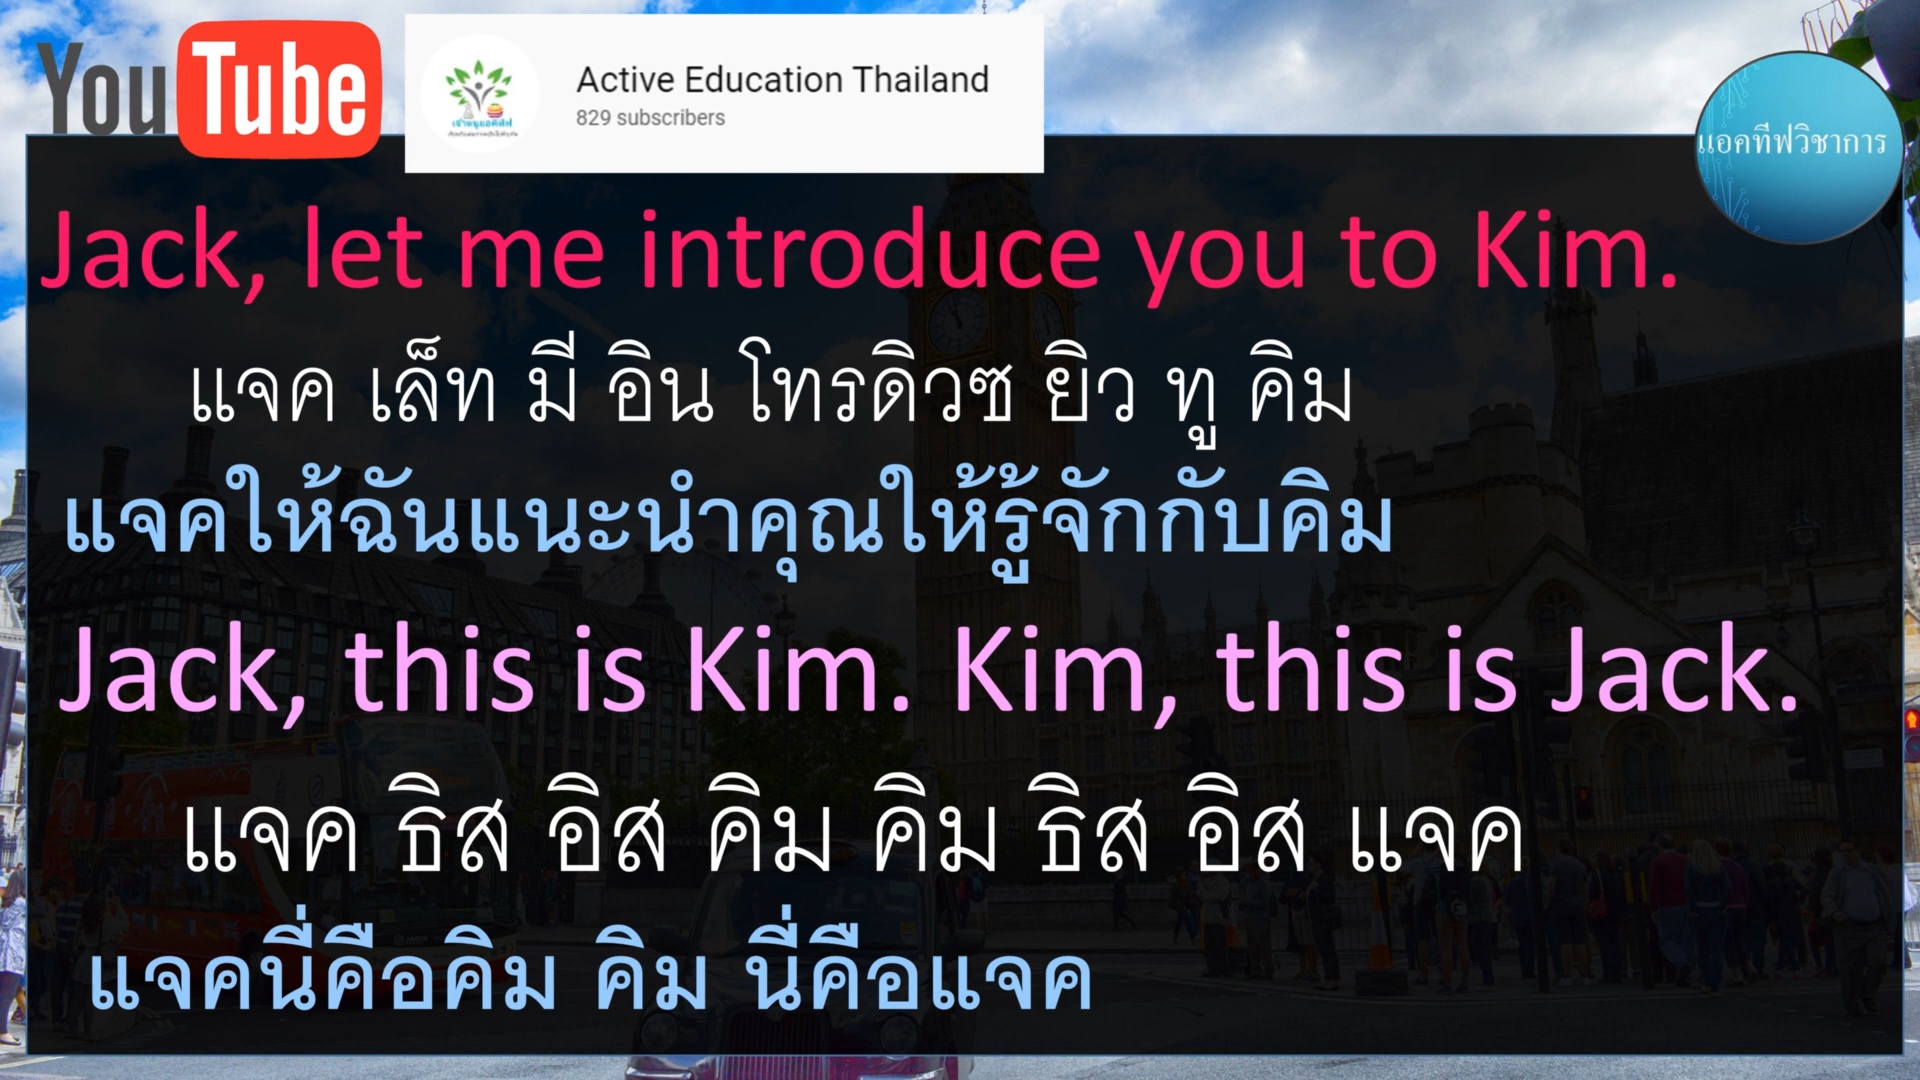 YouTube
Active Education Thailand
829 subscribers
แอคทีฟวิชาการ
Jack, let me introduce you to Kim.
แจค เล็ท มี อิน โทรดิวซ ยิว ทู คิม
แจคให้ฉันแนะนำคุณให้รู้จักกับคิม
Jack, this is Kim. Kim, this is Jack.
แจค ธิส อิส คิม คิม ธิส อิส แจค
แจคนี่คือคิม คิม นี่คือแจค